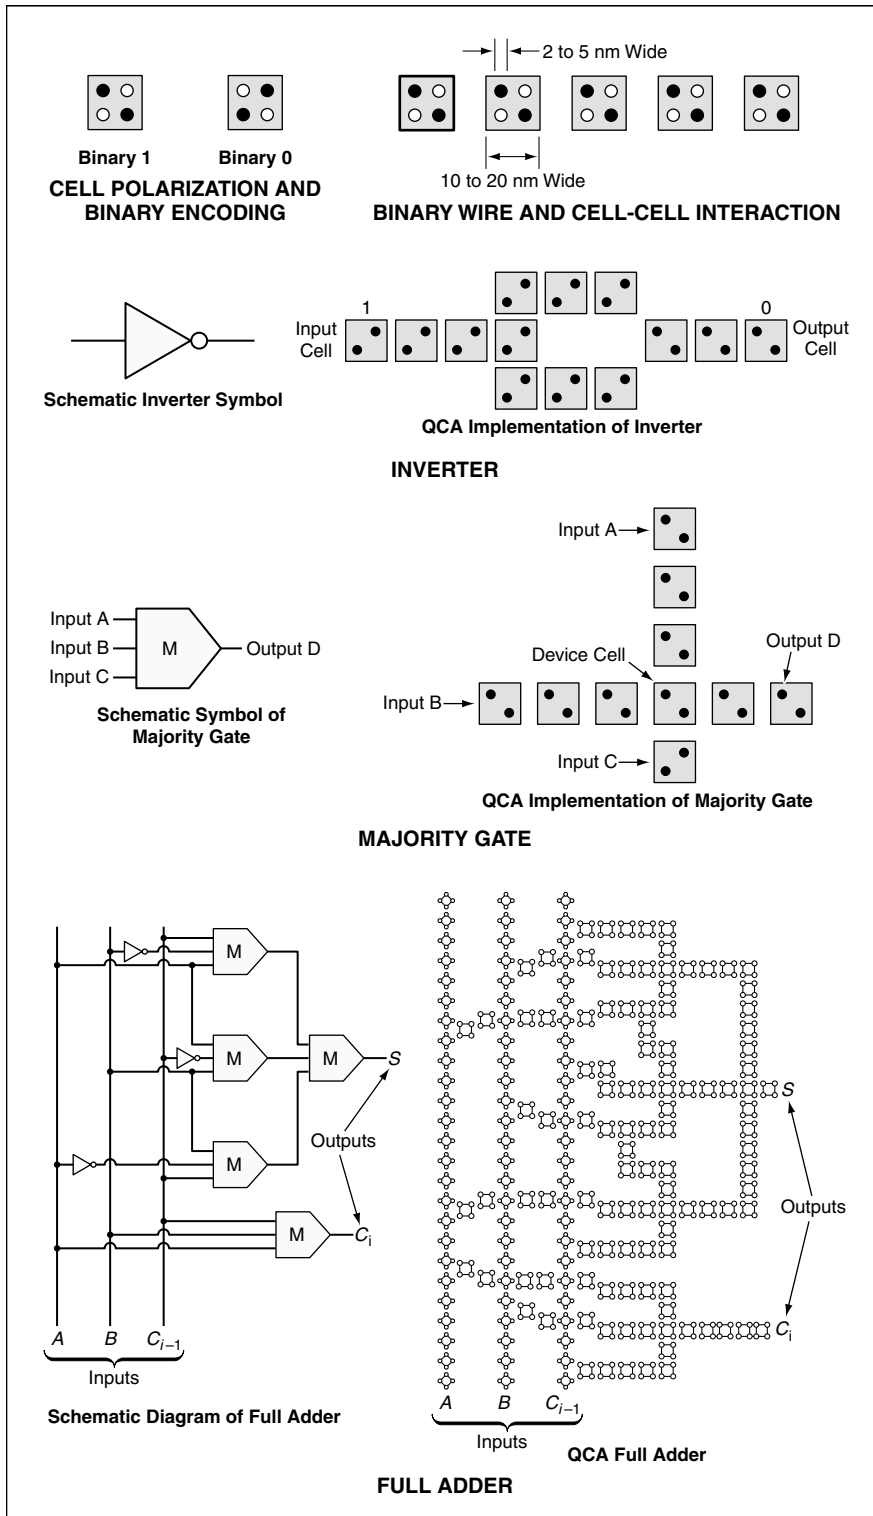 2 to 5 nm Wide
Binary 1
Binary 0
10 to 20 nm Wide
CELL POLARIZATION AND
BINARY ENCODING
BINARY WIRE AND CELL-CELL INTERACTION
1
0
Input
Cell
Output
Cell
Schematic Inverter Symbol
QCA Implementation of Inverter
INVERTER
Input A
Input B
Input C
M
Output D
Schematic Symbol of
Majority Gate
Input A
Device Cell
Output D
Input B
Input C
QCA Implementation of Majority Gate
MAJORITY GATE
M
M
M
S
M
Outputs
M
Ci
A
B
Ci–1
Inputs
Schematic Diagram of Full Adder
S
Outputs
Ci
A
B
Ci–1
Inputs
QCA Full Adder
FULL ADDER